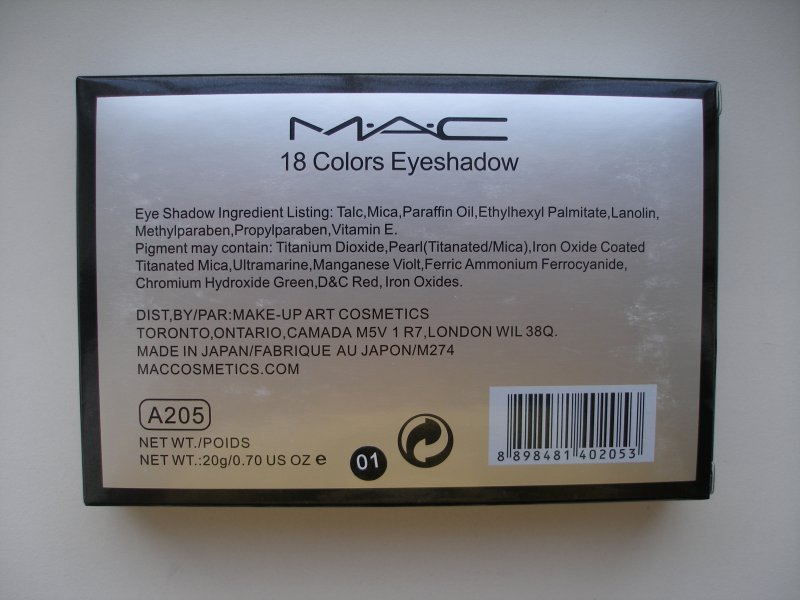 M·A·C
18 Colors Eyeshadow
Eye Shadow Ingredient Listing: Talc,Mica,Paraffin Oil,Ethylhexyl Palmitate,Lanolin,
Methylparaben,Propylparaben,Vitamin E.
Pigment may contain: Titanium Dioxide,Pearl(Titanated/Mica),Iron Oxide Coated
Titanated Mica,Ultramarine,Manganese Violt,Ferric Ammonium Ferrocyanide,
Chromium Hydroxide Green,D&C Red, Iron Oxides.
DIST,BY/PAR:MAKE-UP ART COSMETICS
TORONTO,ONTARIO,CAMADA M5V 1 R7,LONDON WIL 38Q.
MADE IN JAPAN/FABRIQUE AU JAPON/M274
MACCOSMETICS.COM
A205
NET WT./POIDS
NET WT.:20g/0.70 US OZ e
01
8 898481 402053